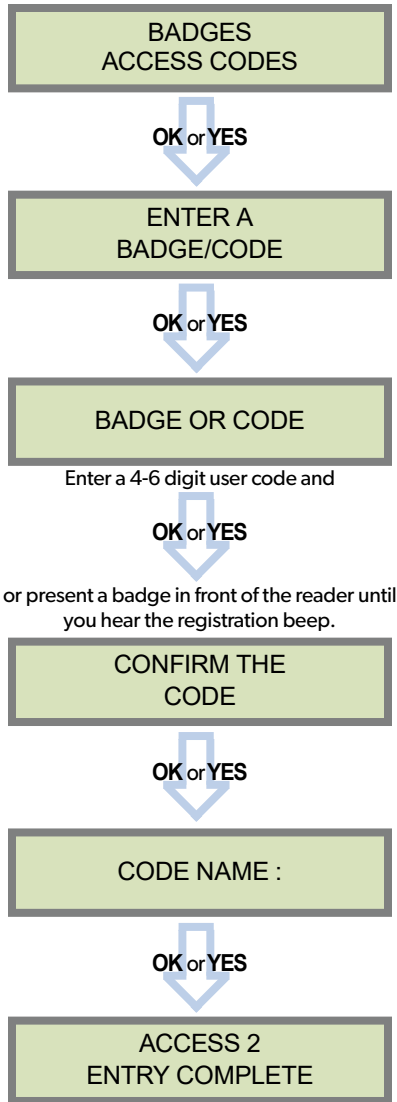 BADGES
ACCESS CODES
OK or YES
ENTER A
BADGE/CODE
OK or YES
BADGE OR CODE
Enter a 4-6 digit user code and
OK or YES
or present a badge in front of the reader until
you hear the registration beep.
CONFIRM THE
CODE
OK or YES
CODE NAME :
OK or YES
ACCESS 2
ENTRY COMPLETE